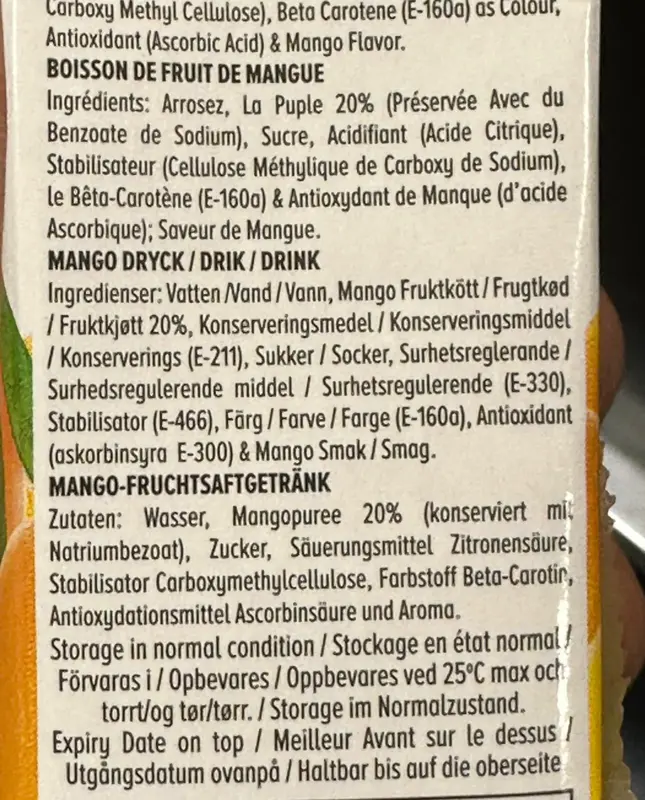 Carboxy Methyl Cellulose), Beta Carotene (E-160a) as Colour,
Antioxidant (Ascorbic Acid) & Mango Flavor.
BOISSON DE FRUIT DE MANGUE
Ingrédients: Arrosez, La Puple 20% (Préservée Avec du
Benzoate de Sodium), Sucre, Acidifiant (Acide Citrique),
Stabilisateur (Cellulose Méthylique de Carboxy de Sodium),
le Bêta-Carotène (E-160a) & Antioxydant de Manque (d'acide
Ascorbique); Saveur de Mangue.
MANGO DRYCK / DRIK / DRINK
Ingredienser: Vatten /Vand / Vann, Mango Fruktkött / Frugtkød
/ Fruktkjøtt 20%, Konserveringsmedel / Konserveringsmiddel
/ Konserverings (E-211), Sukker / Socker, Surhetsreglerande /
Surhedsregulerende middel / Surhetsregulerende (E-330),
Stabilisator (E-466), Färg / Farve / Farge (E-160a), Antioxidant
(askorbinsyra E-300) & Mango Smak / Smag.
MANGO-FRUCHTSAFTGETRÄNK
Zutaten: Wasser, Mangopuree 20% (konserviert mit
Natriumbezoat), Zucker, Säuerungsmittel Zitronensäure,
Stabilisator Carboxymethylcellulose, Farbstoff Beta-Carotin,
Antioxydationsmittel Ascorbinsäure und Aroma.
Storage in normal condition / Stockage en état normal /
Förvaras i / Opbevares / Oppbevares ved 25°C max och
torrt/og tør/tørr. / Storage im Normalzustand.
Expiry Date on top / Meilleur Avant sur le dessus /
Utgångsdatum ovanpå / Haltbar bis auf die oberseite